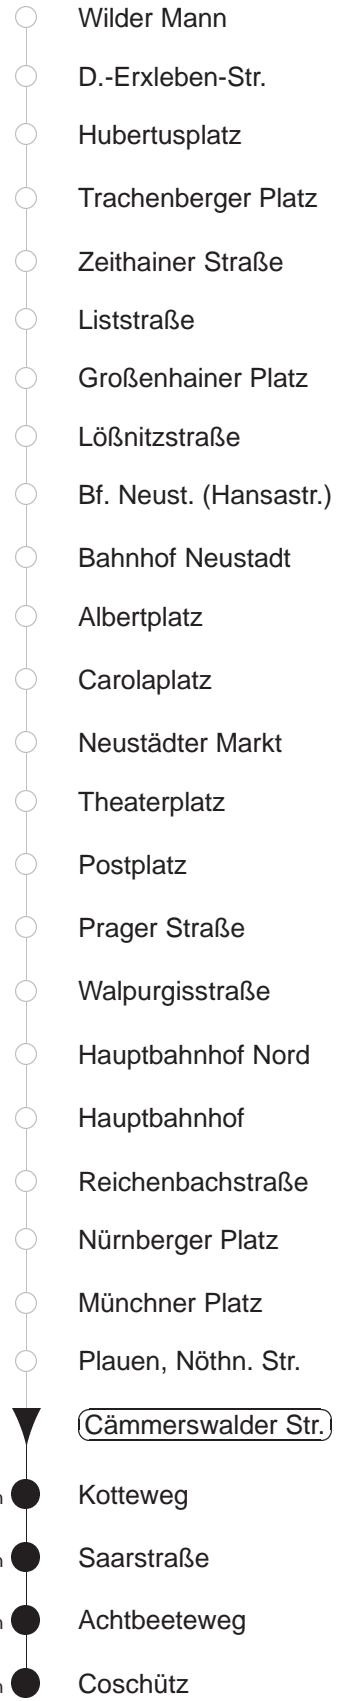 Wilder Mann
D.-Erxleben-Str.
Hubertusplatz
Trachenberger Platz
Zeithainer Straße
Liststraße
Großenhainer Platz
Lößnitzstraße
Bf. Neust. (Hansastr.)
Bahnhof Neustadt
Albertplatz
Carolaplatz
Neustädter Markt
Theaterplatz
Postplatz
Prager Straße
Walpurgisstraße
Hauptbahnhof Nord
Hauptbahnhof
Reichenbachstraße
Nürnberger Platz
Münchner Platz
Plauen, Nöthn. Str.
Cämmerswalder Str.
Kotteweg
Saarstraße
Achtbeeteweg
Coschütz